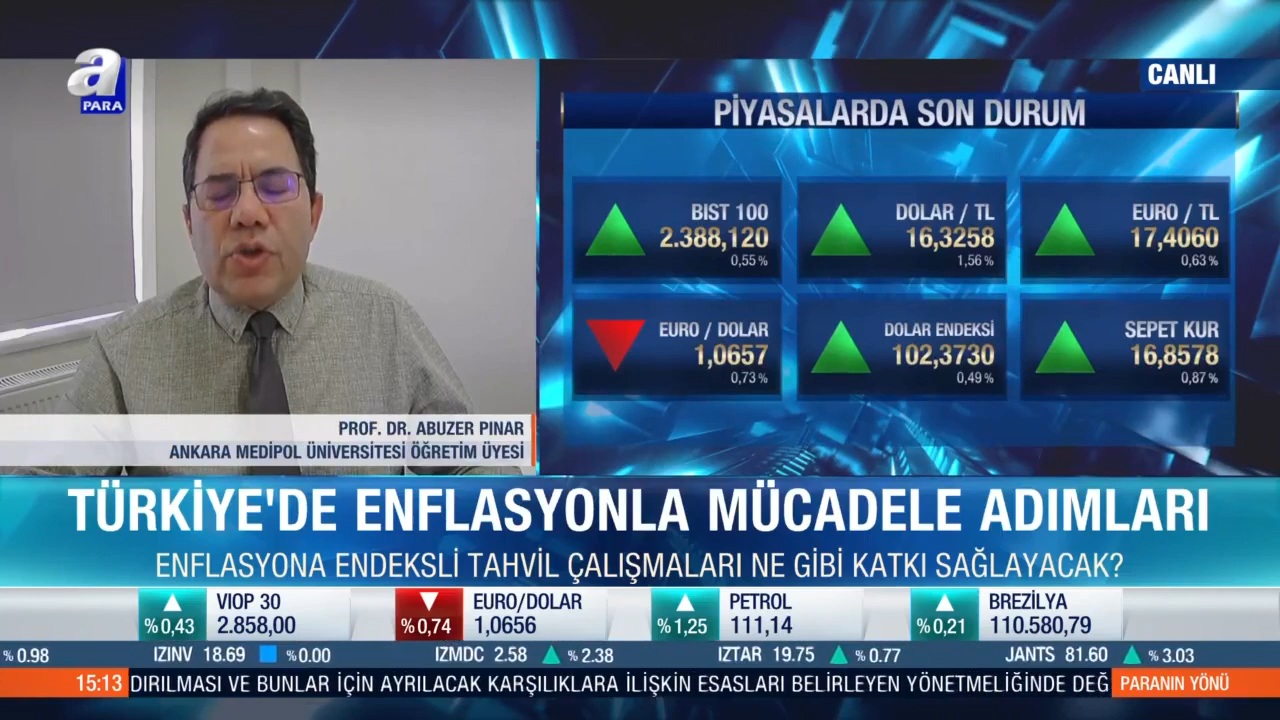 a
PARA
CANLI
PİYASALARDA SON DURUM
BIST 100
2.388,120
0,55 %
DOLAR / TL
16,3258
1,56 %
EURO / TL
17,4060
0,63 %
EURO / DOLAR
1,0657
0,73 %
DOLAR ENDEKSİ
102,3730
0,49 %
SEPET KUR
16,8578
0,87 %
PROF. DR. ABUZER PINAR
ANKARA MEDİPOL ÜNİVERSİTESİ ÖĞRETİM ÜYESİ
TÜRKİYE'DE ENFLASYONLA MÜCADELE ADIMLARI
ENFLASYONA ENDEKSLİ TAHVİL ÇALIŞMALARI NE GİBİ KATKI SAĞLAYACAK?
%0,43 VIOP 30
2.858,00
%0,74 EURO/DOLAR
1,0656
%1,25 PETROL
111,14
%0,21 BREZİLYA
110.580,79
%0.98 IZINV 18.69 %0.00 IZMDC 2.58 %2.38 IZTAR 19.75 %0.77 JANTS 81.60 %3.03
15:13 DIRILMASI VE BUNLAR İÇİN AYRILACAK KARŞILIKLARA İLİŞKİN ESASLARI BELİRLEYEN YÖNETMELİĞİNDE DEĞ PARANIN YÖNÜ